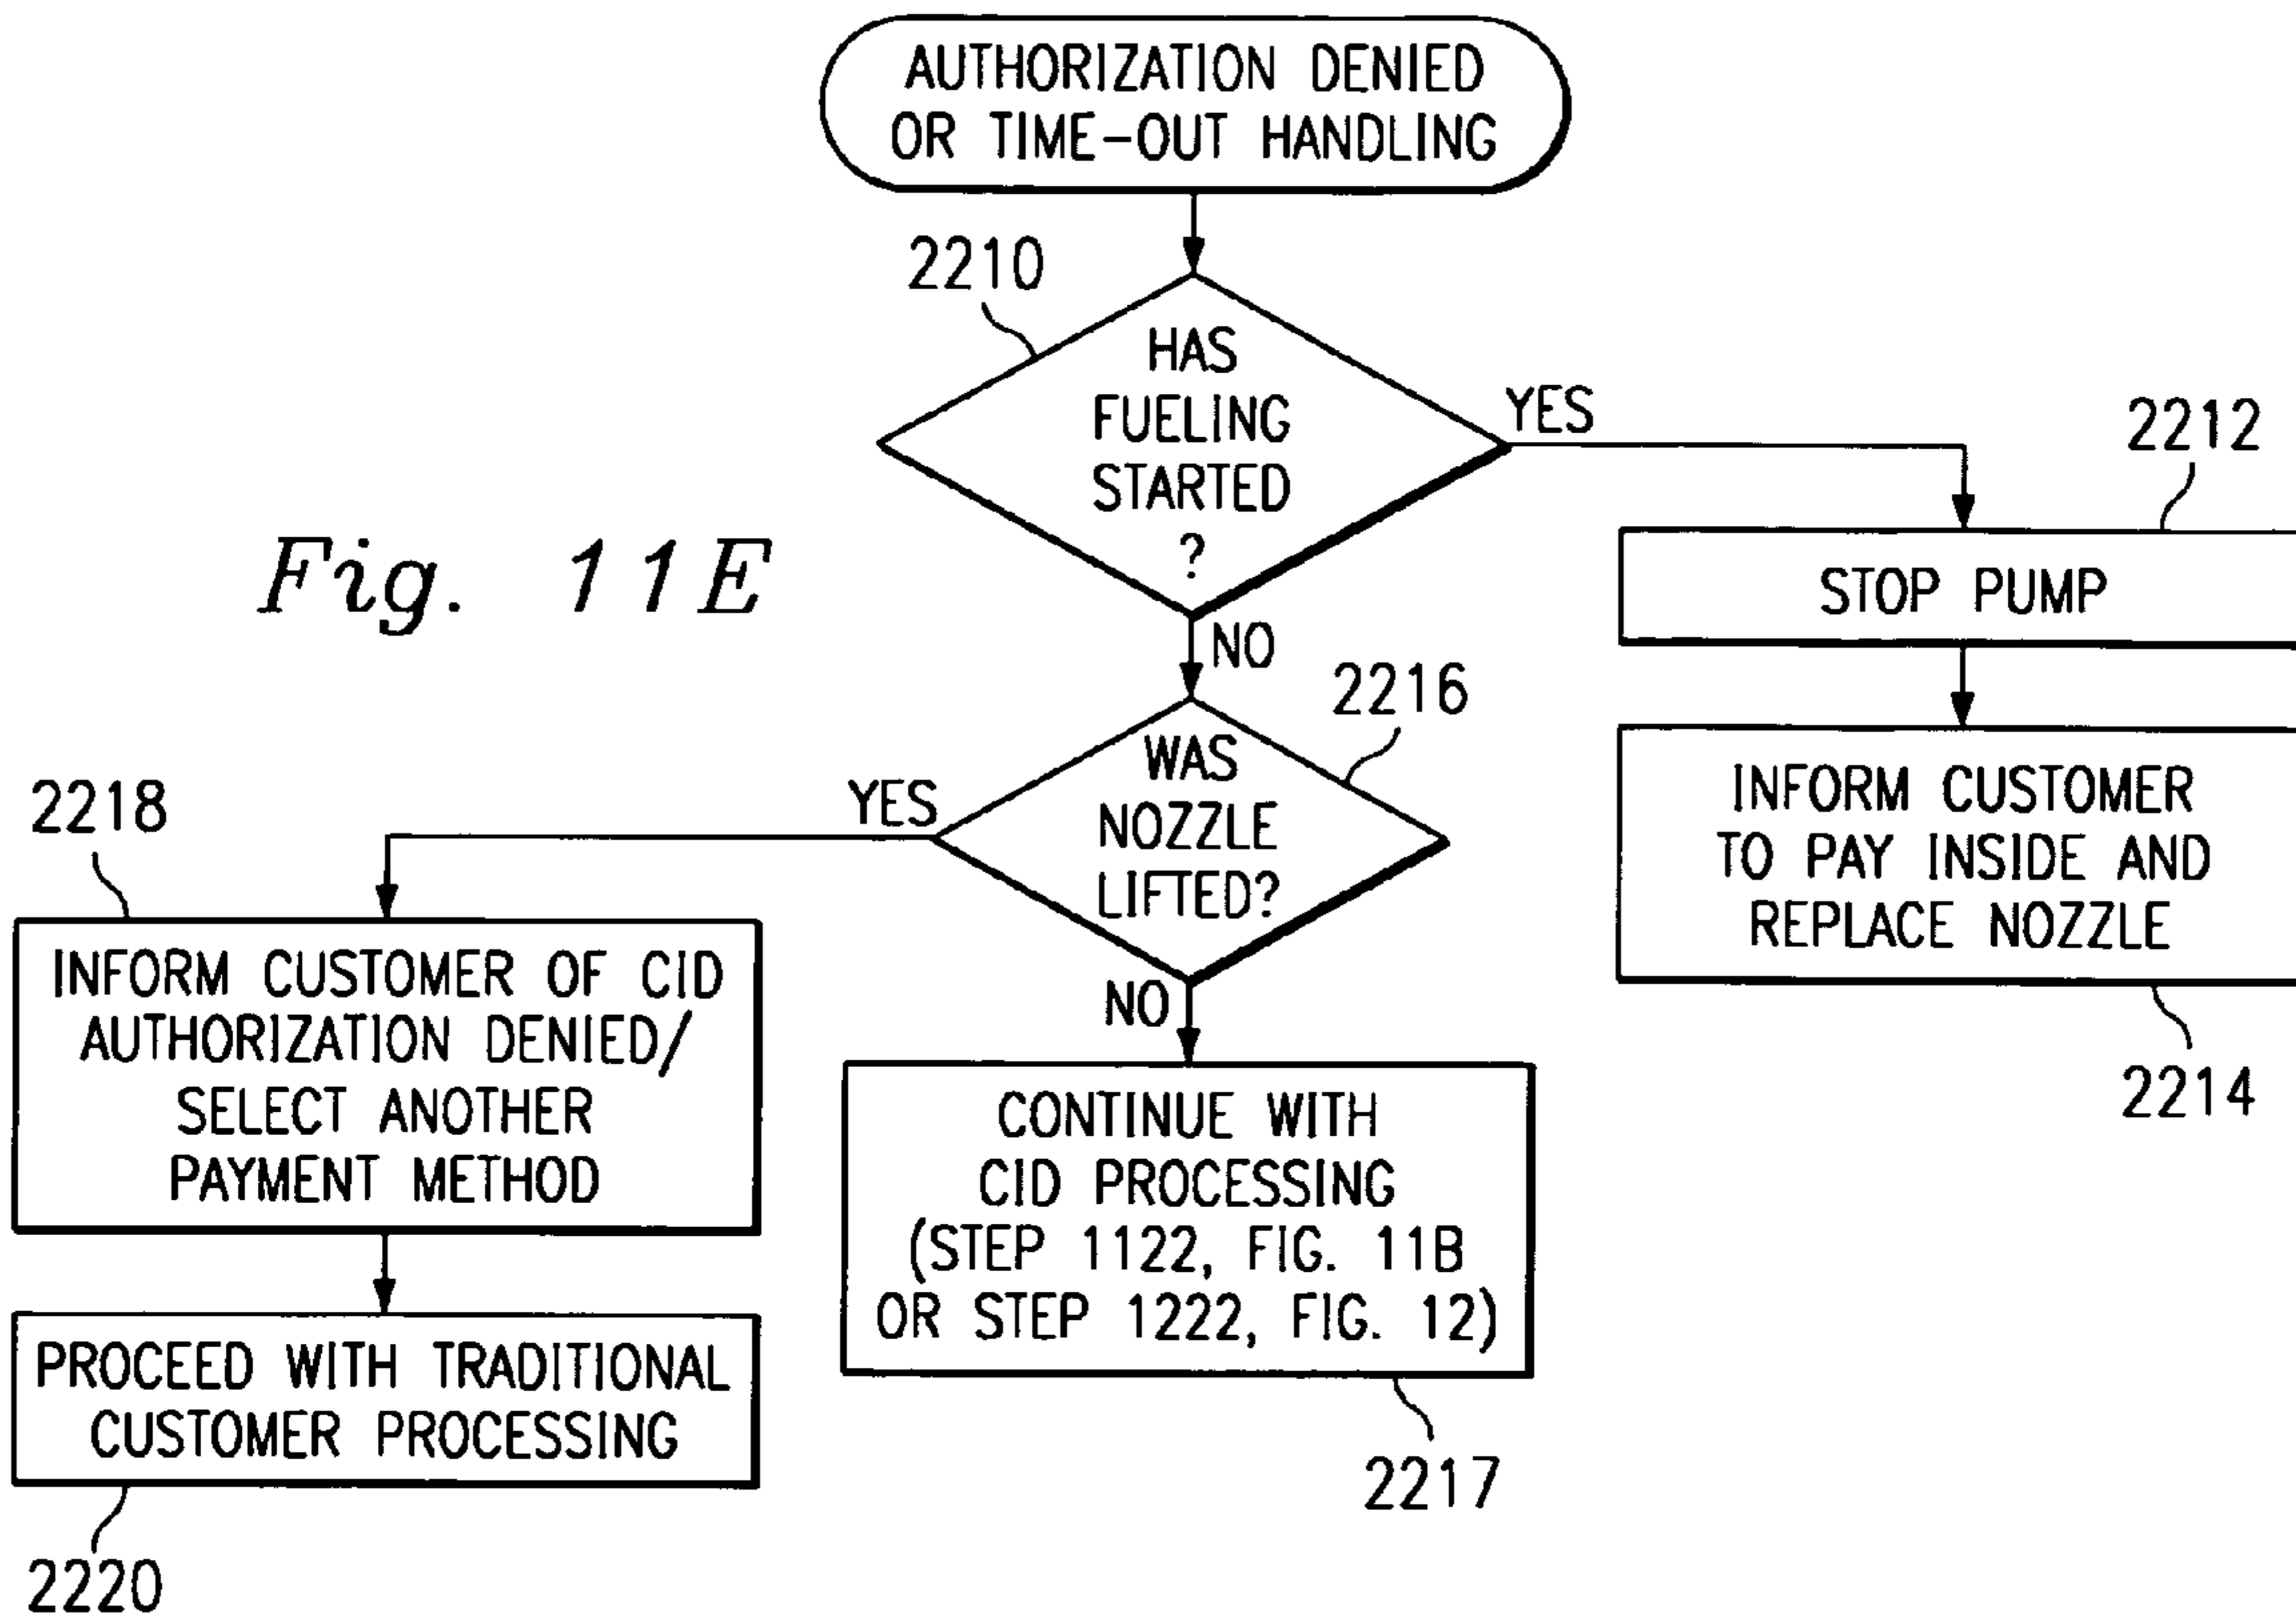 AUTHORIZATION DENIED
OR TIME-OUT HANDLING
2210
HAS
FUELING
STARTED
?
YES
2212
STOP PUMP
Fig. 11E
NO
2216
WAS
NOZZLE
LIFTED?
YES
2218
INFORM CUSTOMER
TO PAY INSIDE AND
REPLACE NOZZLE
2214
INFORM CUSTOMER OF CID
AUTHORIZATION DENIED/
SELECT ANOTHER
PAYMENT METHOD
NO
CONTINUE WITH
CID PROCESSING
(STEP 1122, FIG. 11B
OR STEP 1222, FIG. 12)
2217
PROCEED WITH TRADITIONAL
CUSTOMER PROCESSING
2220